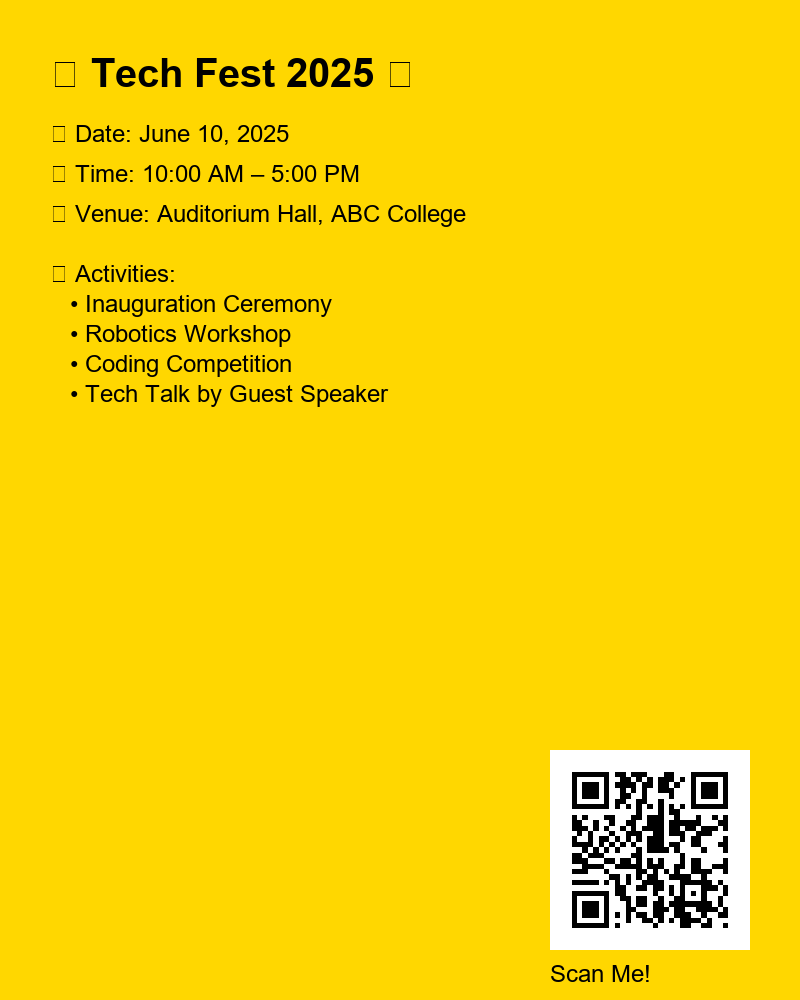 ▯ Tech Fest 2025 ▯
▯ Date: June 10, 2025
▯ Time: 10:00 AM – 5:00 PM
▯ Venue: Auditorium Hall, ABC College
▯ Activities:
• Inauguration Ceremony
• Robotics Workshop
• Coding Competition
• Tech Talk by Guest Speaker
Scan Me!